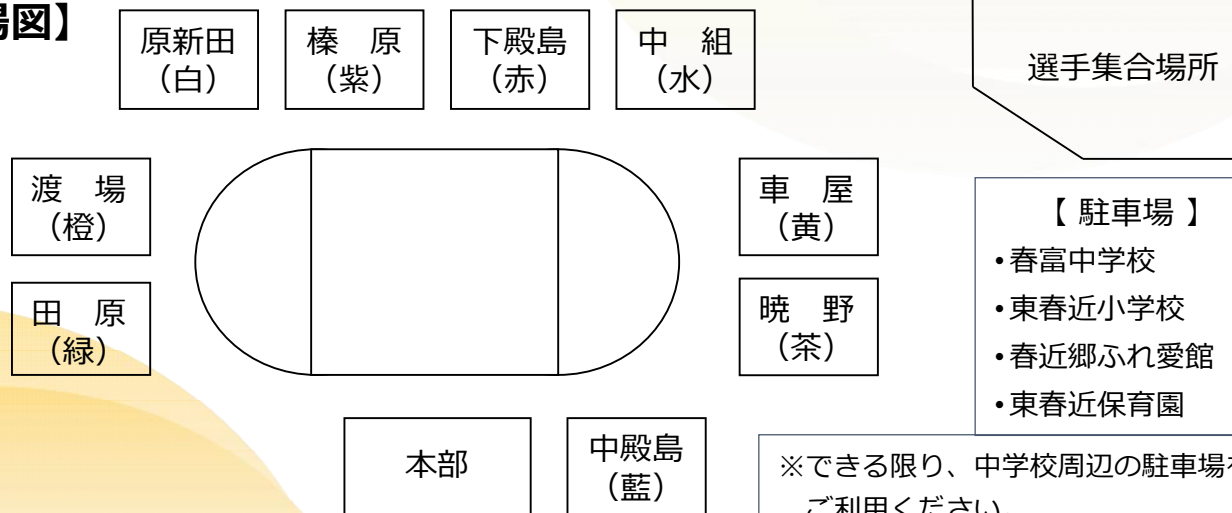 場図】
原新田
（白）
榛　原
（紫）
下殿島
（赤）
中　組
（水）
選手集合場所
渡　場
（橙）
車　屋
（黄）
田　原
（緑）
暁　野
（茶）
【 駐車場 】
・春富中学校
・東春近小学校
・春近郷ふれ愛館
・東春近保育園
本部
中殿島
（藍）
※できる限り、中学校周辺の駐車場を
ご利用ください